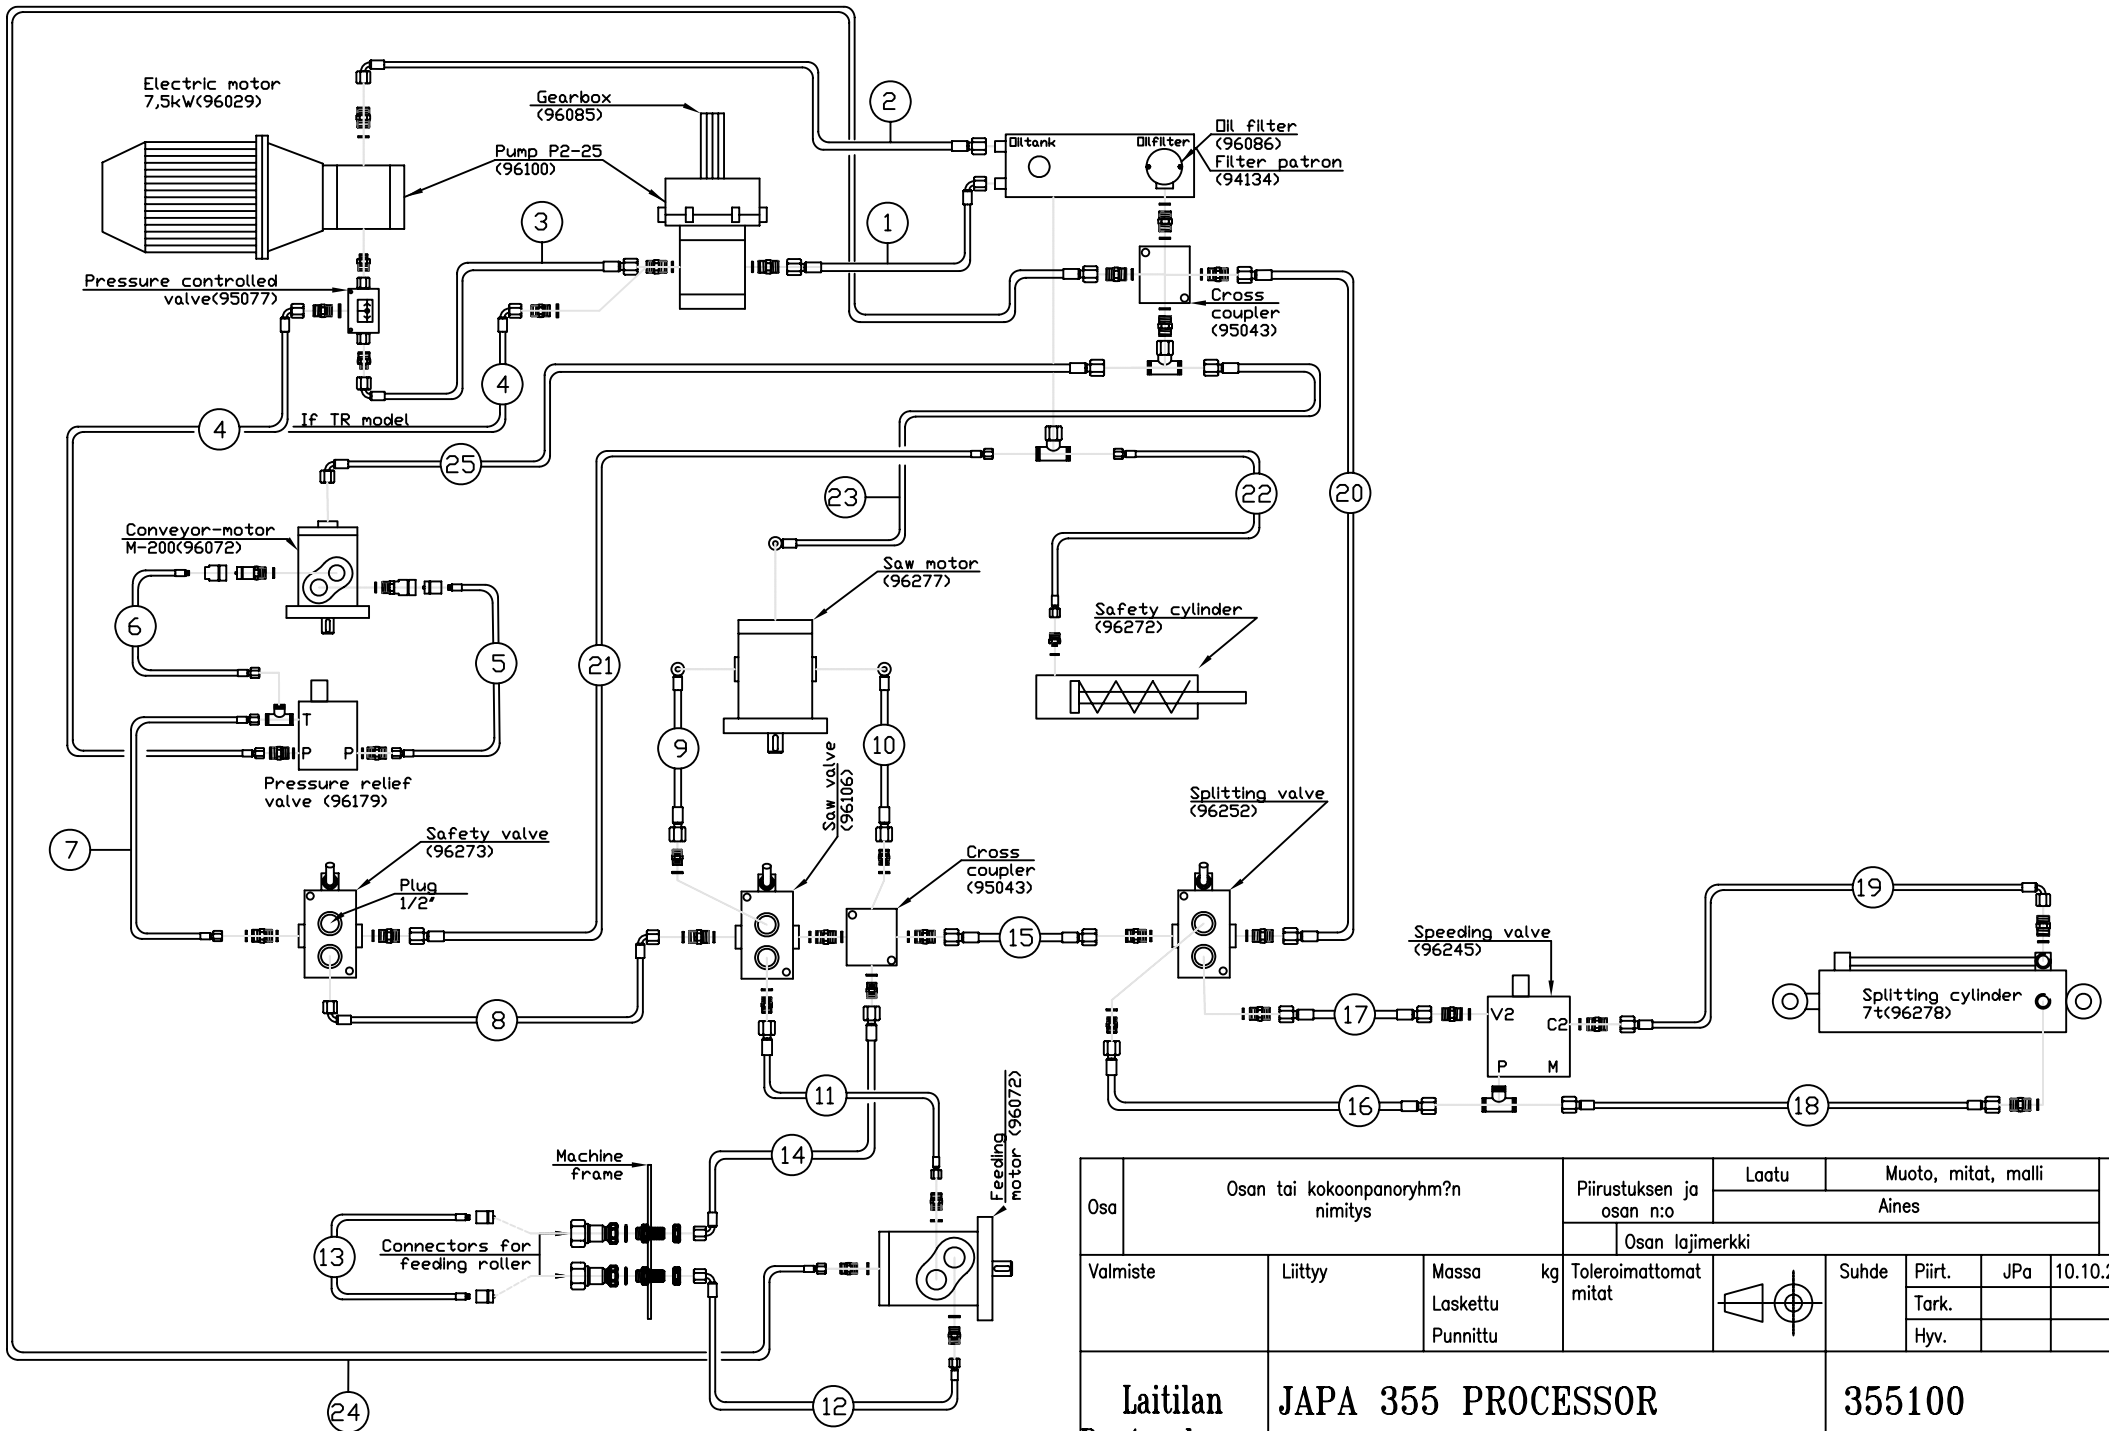 Electric motor
7,5kW(96029)
Gearbox
(96085)
Pump P2-25
(96100)
2
Oiltank
Oilfilter
Oil filter
(96086)
Filter patron
(94134)
3
1
Pressure controlled
valve(95077)
Cross
coupler
(95043)
4
4
If TR model
25
23
22
20
Conveyor-motor
M-200(96072)
Saw motor
(96277)
Safety cylinder
(96272)
6
5
21
T
P
P
Pressure relief
valve (96179)
9
10
Saw valve
(96106)
Splitting valve
(96252)
7
Safety valve
(96273)
Plug
1/2"
Cross
coupler
(95043)
19
15
Speeding valve
(96245)
Splitting cylinder
7t(96278)
8
17
V2
C2
P
M
11
16
18
14
Feeding
motor (96072)
Machine
frame
13
Connectors for
feeding roller
12
24
Osa
Osan tai kokoonpanoryhm?n
nimitys
Piirustuksen ja
osan n:o
Laatu
Muoto, mitat, malli
Aines
Osan lajimerkki
Valmiste
Liittyy
Massa kg
Laskettu
Punnittu
Toleroimattomat
mitat
Suhde
Piirt.
JPa
10.10.2
Tark.
Hyv.
Laitilan
JAPA 355 PROCESSOR
355100